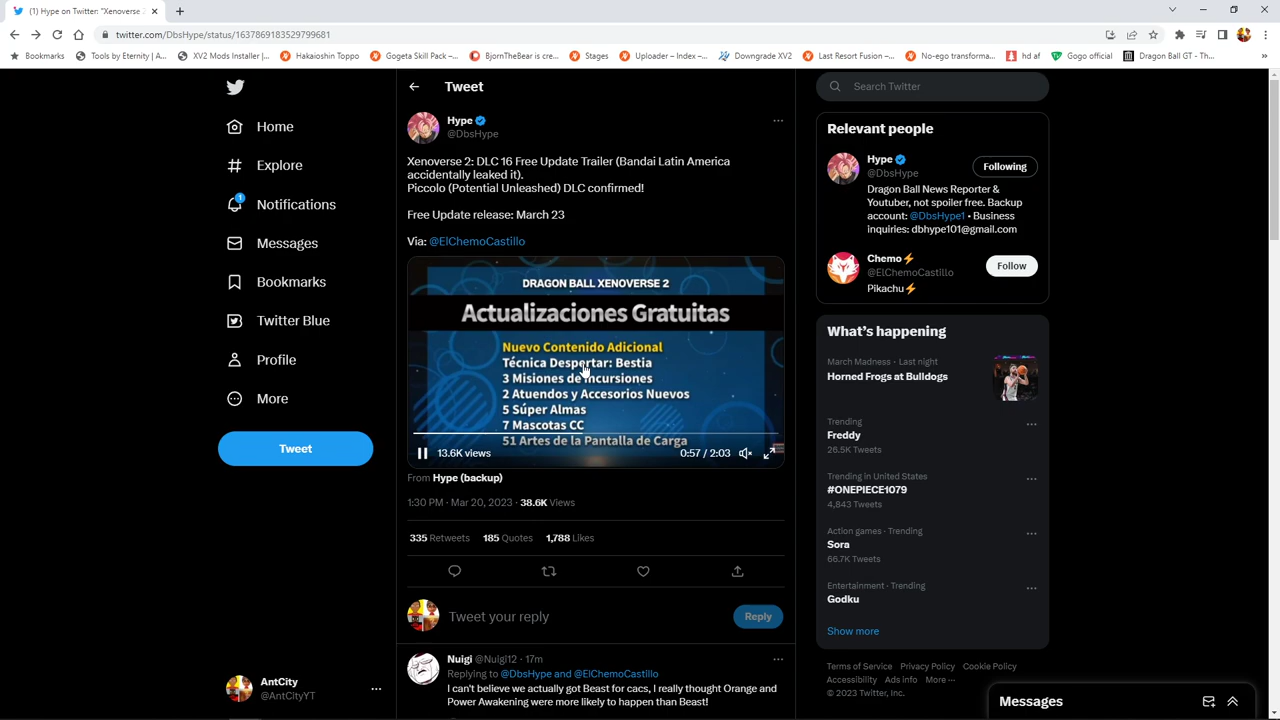 Hype on Twitter: "Xenoverse
twitter.com/DbsHype/status/1637869183529799681
Bookmarks
Tools by Eternity | A...
XV2 Mods Installer |...
Hakaioshin Toppo
Gogeta Skill Pack –...
BjornTheBear is cre...
Stages
Uploader – Index –...
Downgrade XV2
Last Resort Fusion –...
No-ego transforma...
hd af
Gogo official
Dragon Ball GT - Th...
»
Home
Explore
1
Notifications
Messages
Bookmarks
Twitter Blue
Profile
More
Tweet
AntCity
@AntCityYT
Tweet
Hype
@DbsHype
Xenoverse 2: DLC 16 Free Update Trailer (Bandai Latin America
accidentally leaked it).
Piccolo (Potential Unleashed) DLC confirmed!
Free Update release: March 23
Via: @ElChemoCastillo
DRAGON BALL XENOVERSE 2
Actualizaciones Gratuitas
Nuevo Contenido Adicional
Técnica Despertar: Bestia
3 Misiones de Incursiones
2 Atuendos y Accesorios Nuevos
5 Súper Almas
7 Mascotas CC
51 Artes de la Pantalla de Carga
13.6K views
0:57 / 2:03
From Hype (backup)
1:30 PM · Mar 20, 2023 · 38.6K Views
335 Retweets 185 Quotes 1,788 Likes
Tweet your reply
Reply
Nuigi @Nuigi12 · 17m
Replying to @DbsHype and @ElChemoCastillo
I can't believe we actually got Beast for cacs, I really thought Orange and
Power Awakening were more likely to happen than Beast!
Search Twitter
Relevant people
Hype
@DbsHype
Following
Dragon Ball News Reporter &
Youtuber, not spoiler free. Backup
account: @DbsHype1 • Business
inquiries: dbhype101@gmail.com
Chemo⚡
@ElChemoCastillo
Follow
Pikachu⚡
What's happening
March Madness · Last night
Horned Frogs at Bulldogs
Trending
Freddy
26.5K Tweets
Trending in United States
#ONEPIECE1079
4,843 Tweets
Action games · Trending
Sora
66.7K Tweets
Entertainment · Trending
Godku
Show more
Terms of Service Privacy Policy Cookie Policy
Accessibility Ads info More ···
© 2023 Twitter, Inc.
Messages